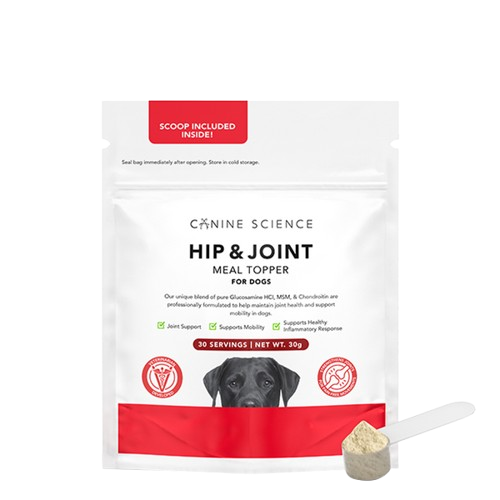 SCOOP INCLUDED
INSIDE!
Seal bag immediately after opening. Store in cold storage.
CANINE SCIENCE
HIP & JOINT
MEAL TOPPER
FOR DOGS
Our unique blend of pure Glucosamine HCl, MSM, & Chondroitin are
professionally formulated to help maintain joint health and support
mobility in dogs.
Joint Support
Supports Mobility
Supports Healthy
Inflammatory Response
30 SERVINGS | NET WT. 30g
VETERINARIAN
DEVELOPED